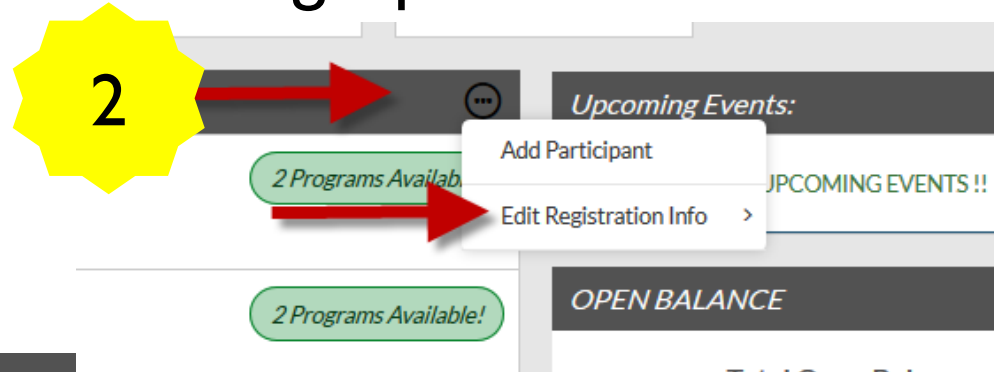 2
Upcoming Events:
Add Participant
2 Programs Availab
UPCOMING EVENTS !!
Edit Registration Info >
2 Programs Available!
OPEN BALANCE